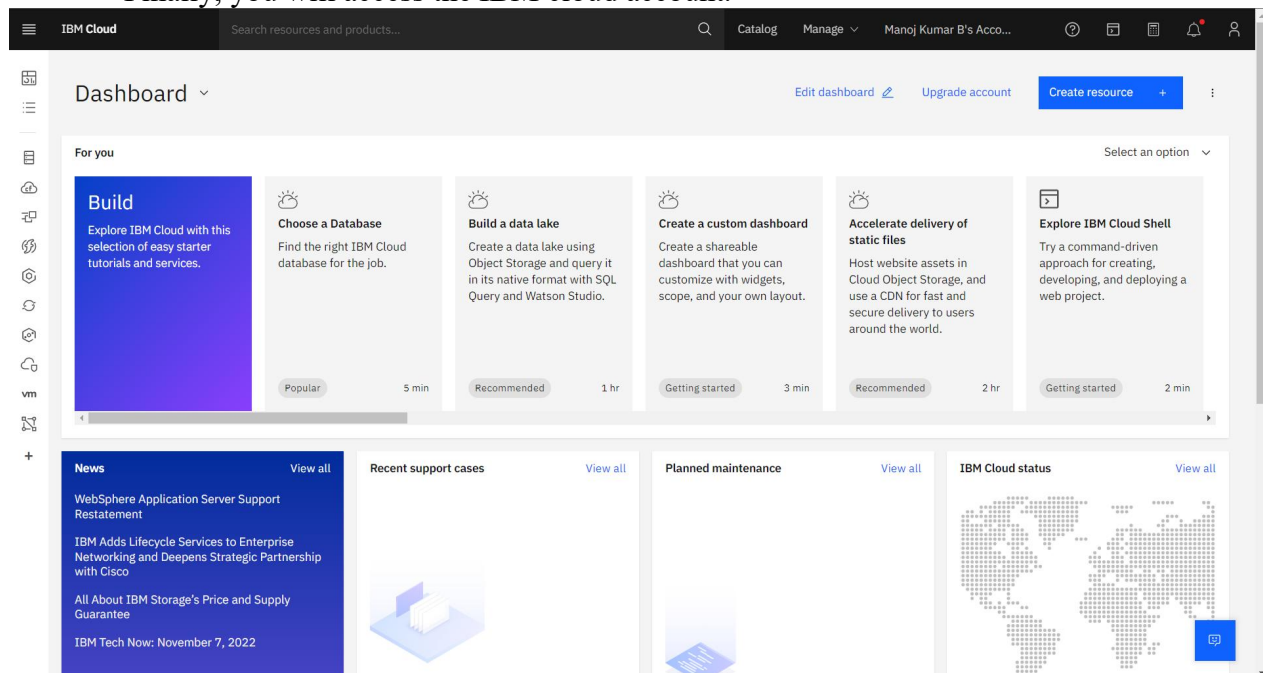 Finally, you will access the IBM cloud account.
IBM Cloud
Search resources and products...
Catalog
Manage
Manoj Kumar B's Acco...
Dashboard
Edit dashboard
Upgrade account
Create resource +
For you
Select an option
Build
Explore IBM Cloud with this
selection of easy starter
tutorials and services.
Choose a Database
Find the right IBM Cloud
database for the job.
Popular
5 min
Build a data lake
Create a data lake using
Object Storage and query it
in its native format with SQL
Query and Watson Studio.
Recommended
1 hr
Create a custom dashboard
Create a shareable
dashboard that you can
customize with widgets,
scope, and your own layout.
Getting started
3 min
Accelerate delivery of
static files
Host website assets in
Cloud Object Storage, and
use a CDN for fast and
secure delivery to users
around the world.
Recommended
2 hr
Explore IBM Cloud Shell
Try a command-driven
approach for creating,
developing, and deploying a
web project.
Getting started
2 min
vm
News
View all
WebSphere Application Server Support
Restatement
IBM Adds Lifecycle Services to Enterprise
Networking and Deepens Strategic Partnership
with Cisco
All About IBM Storage's Price and Supply
Guarantee
IBM Tech Now: November 7, 2022
Recent support cases
View all
Planned maintenance
View all
IBM Cloud status
View all